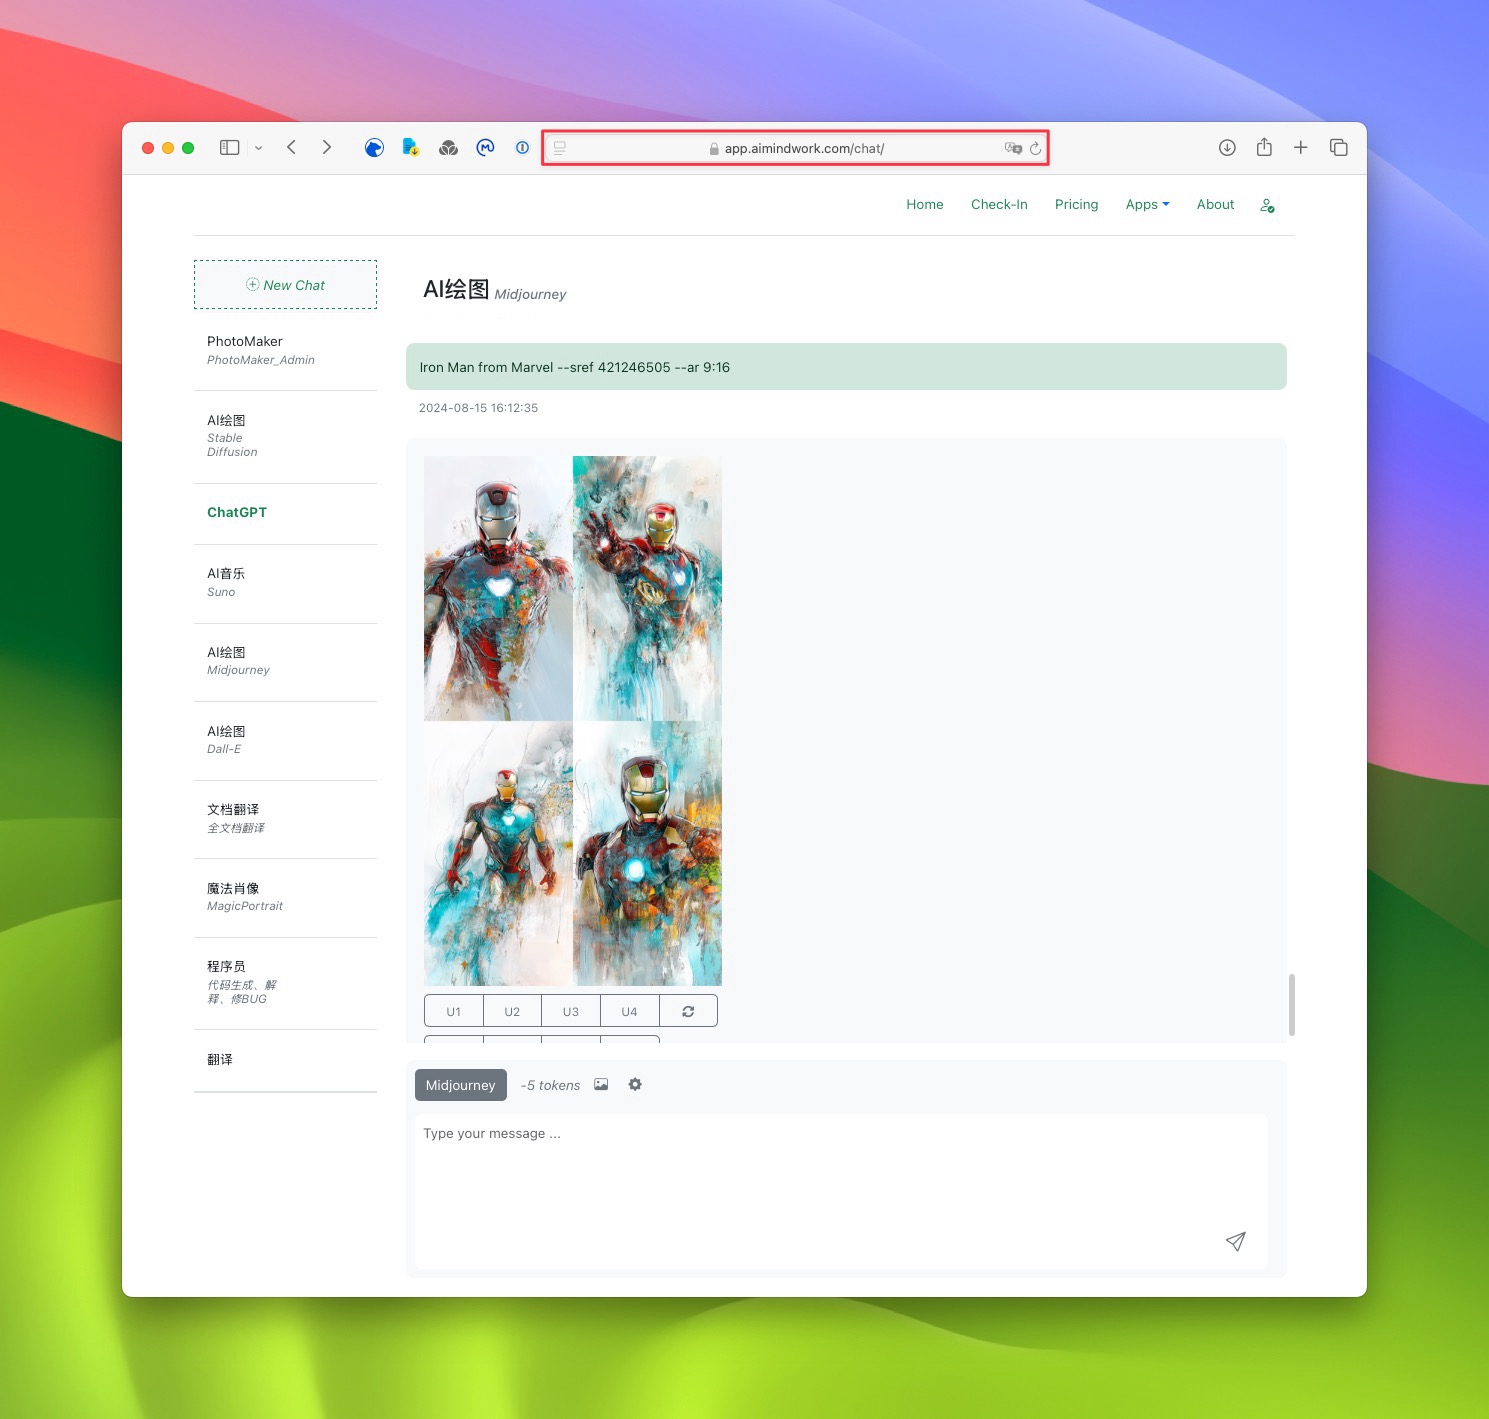 app.aimindwork.com/chat/
Home Check-In Pricing Apps About
New Chat
PhotoMaker
PhotoMaker_Admin
AI绘图
Stable
Diffusion
ChatGPT
AI音乐
Suno
AI绘图
Midjourney
AI绘图
Dall-E
文档翻译
全文档翻译
魔法肖像
MagicPortrait
程序员
代码生成、解
释、修BUG
翻译
AI绘图 Midjourney
Iron Man from Marvel --sref 421246505 --ar 9:16
2024-08-15 16:12:35
U1 U2 U3 U4
Midjourney -5 tokens
Type your message ...